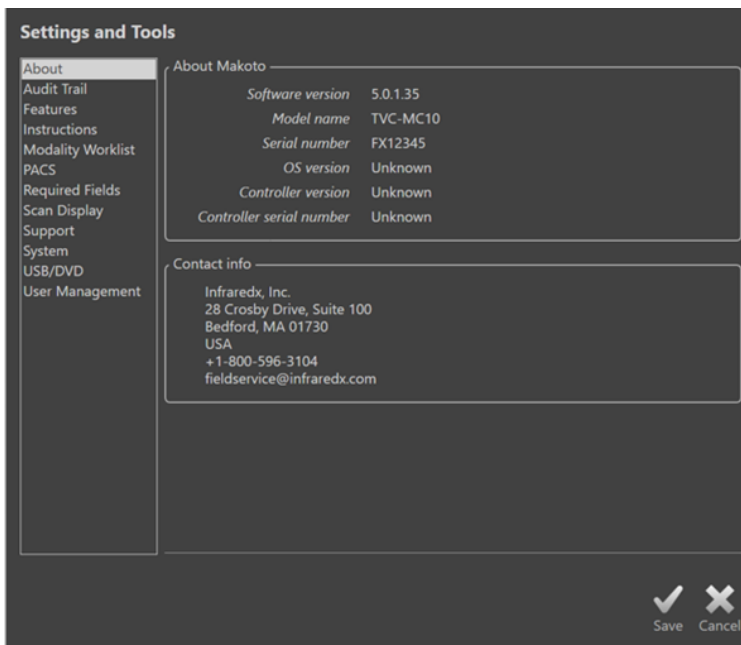 Settings and Tools
About
Audit Trail
Features
Instructions
Modality Worklist
PACS
Required Fields
Scan Display
Support
System
USB/DVD
User Management
About Makoto
Software version 5.0.1.35
Model name TVC-MC10
Serial number FX12345
OS version Unknown
Controller version Unknown
Controller serial number Unknown
Contact info
Infraredx, Inc.
28 Crosby Drive, Suite 100
Bedford, MA 01730
USA
+1-800-596-3104
fieldservice@infraredx.com
Save Cancel